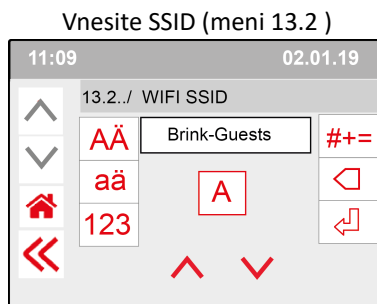 Vnesite SSID (meni 13.2 )
11:09 02.01.19
13.2../ WIFI SSID
AÄ Brink-Guests #+=
aä A
123